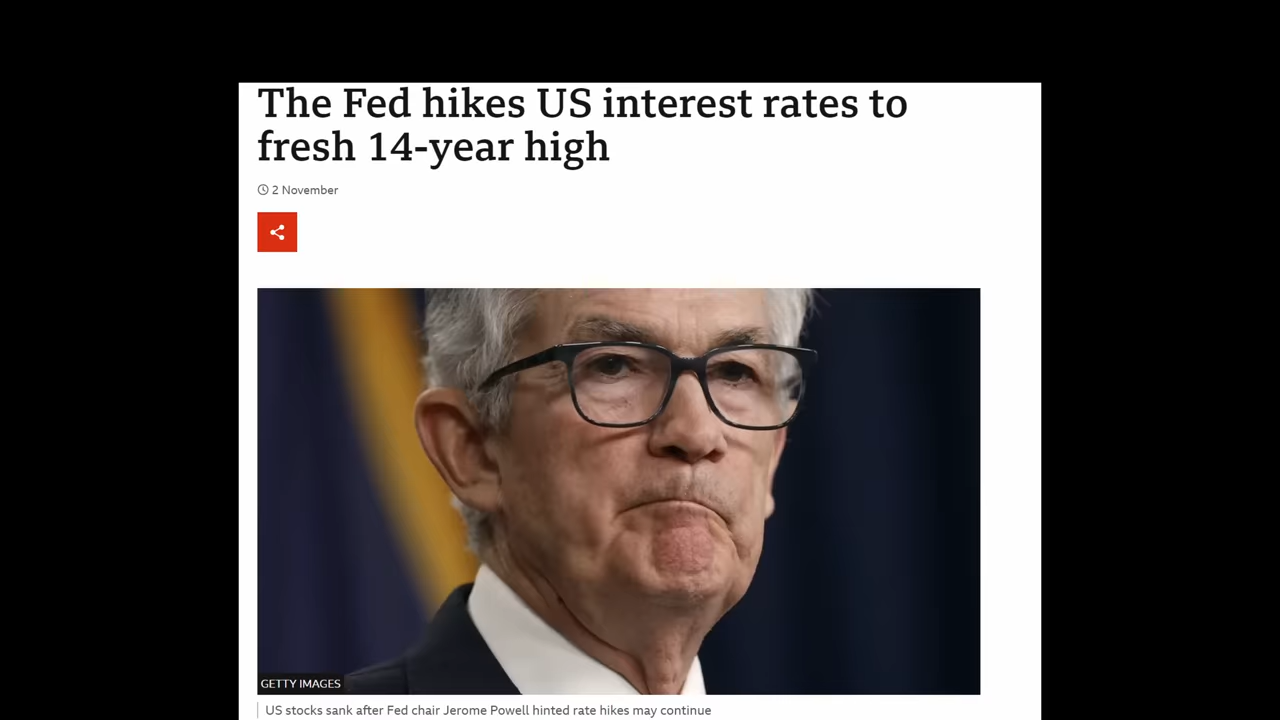 The Fed hikes US interest rates to
fresh 14-year high
2 November
GETTY IMAGES
US stocks sank after Fed chair Jerome Powell hinted rate hikes may continue